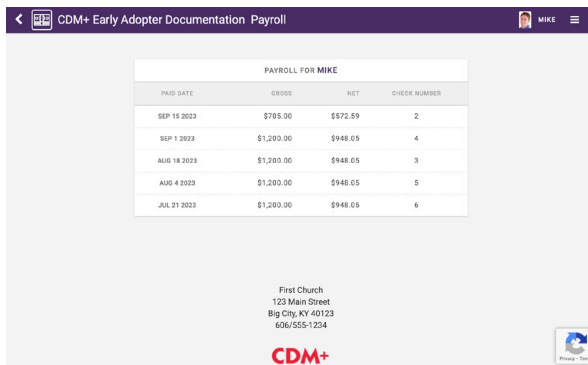 CDM+ Early Adopter Documentation Payroll
MIKE
PAYROLL FOR MIKE
PAID DATE GROSS NET CHECK NUMBER
SEP 15 2023 $705.00 $572.59 2
SEP 1 2023 $1,200.00 $948.05 4
AUG 18 2023 $1,200.00 $948.05 3
AUG 4 2023 $1,200.00 $948.05 5
JUL 21 2023 $1,200.00 $948.05 6
First Church
123 Main Street
Big City, KY 40123
606/555-1234
CDM+
Privacy -